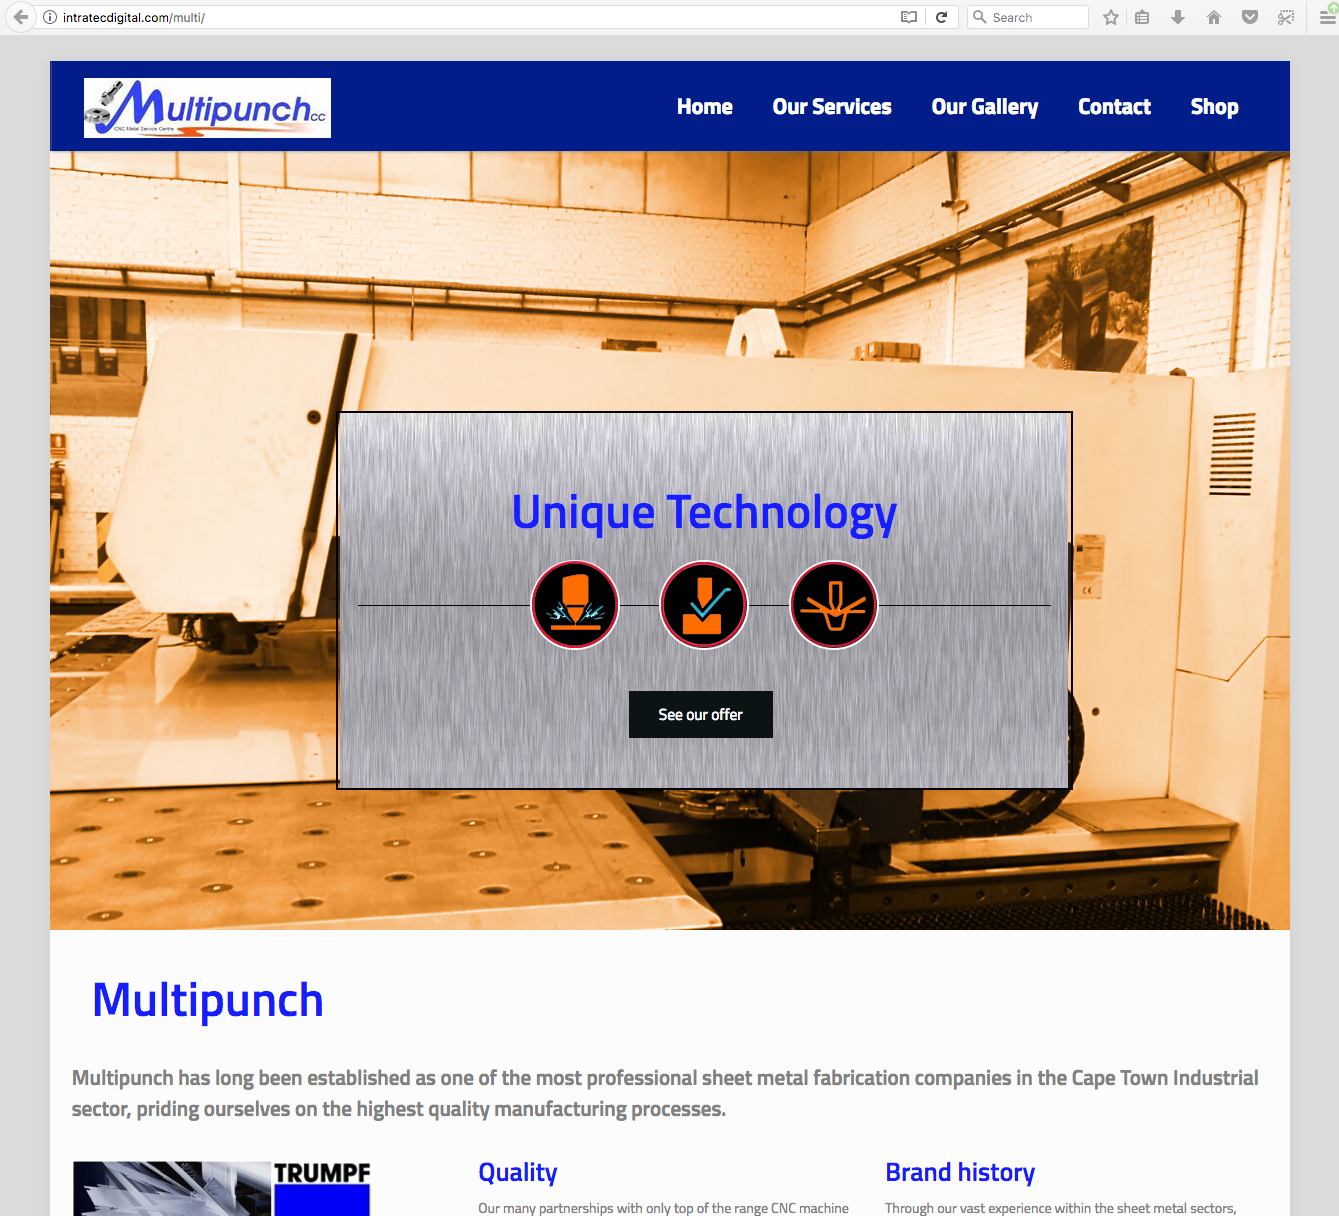 intratecdigital.com/multi/
Search
Multipunch cc
CNC Metal Service Centre
Home Our Services Our Gallery Contact Shop
Unique Technology
See our offer
Multipunch
Multipunch has long been established as one of the most professional sheet metal fabrication companies in the Cape Town Industrial
sector, priding ourselves on the highest quality manufacturing processes.
TRUMPF
Quality
Our many partnerships with only top of the range CNC machine
Brand history
Through our vast experience within the sheet metal sectors,